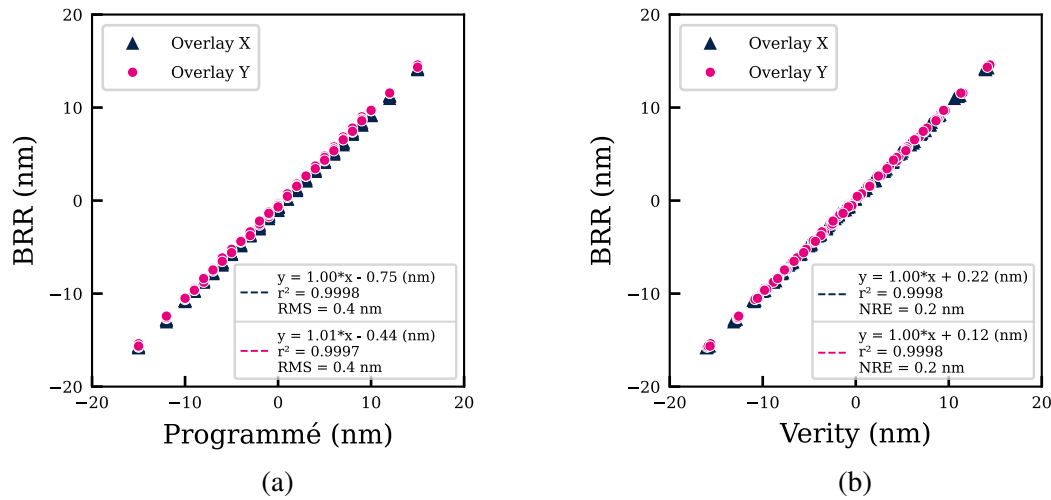 Overlay X
Overlay Y
20
10
0
−10
−20
BRR (nm)
y = 1.00*x - 0.75 (nm)
r² = 0.9998
RMS = 0.4 nm
y = 1.01*x - 0.44 (nm)
r² = 0.9997
RMS = 0.4 nm
−20
−10
0
10
20
Programmé (nm)
(a)
Overlay X
Overlay Y
20
10
0
−10
−20
BRR (nm)
y = 1.00*x + 0.22 (nm)
r² = 0.9998
NRE = 0.2 nm
y = 1.00*x + 0.12 (nm)
r² = 0.9998
NRE = 0.2 nm
−20
−10
0
10
20
Verity (nm)
(b)